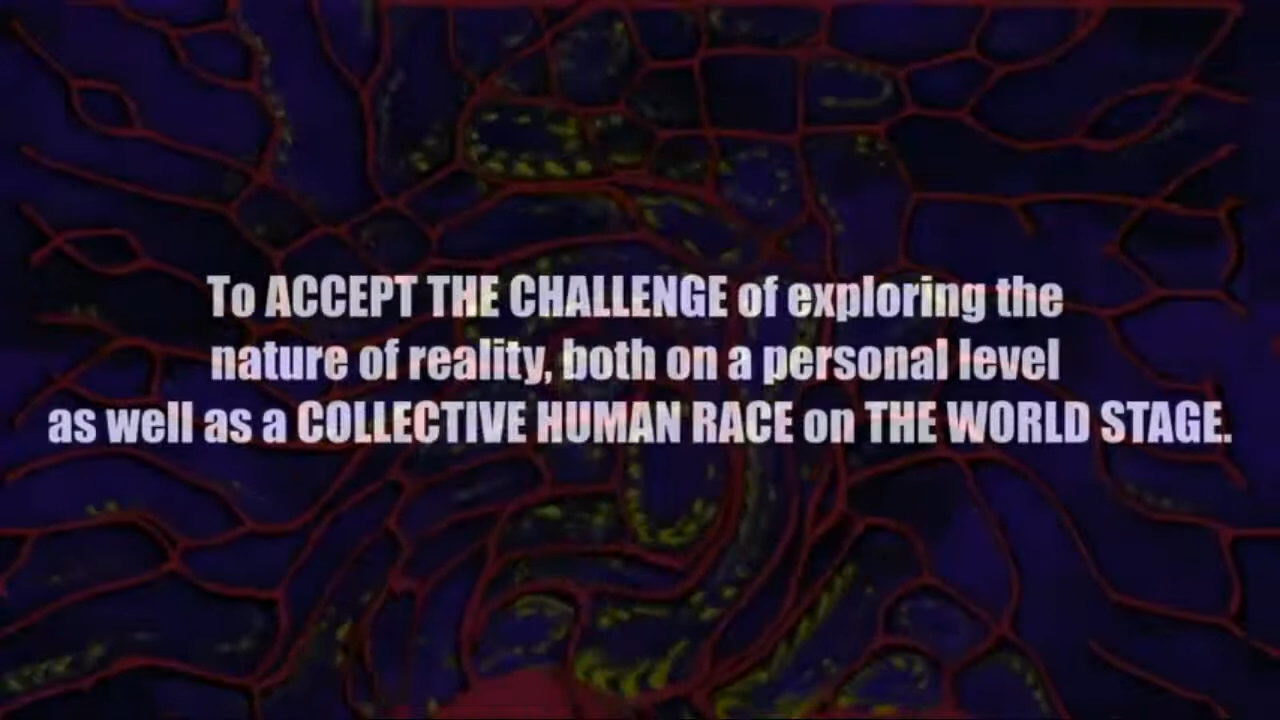 To ACCEPT THE CHALLENGE of exploring the
nature of reality, both on a personal level
as well as a COLLECTIVE HUMAN RACE on THE WORLD STAGE.